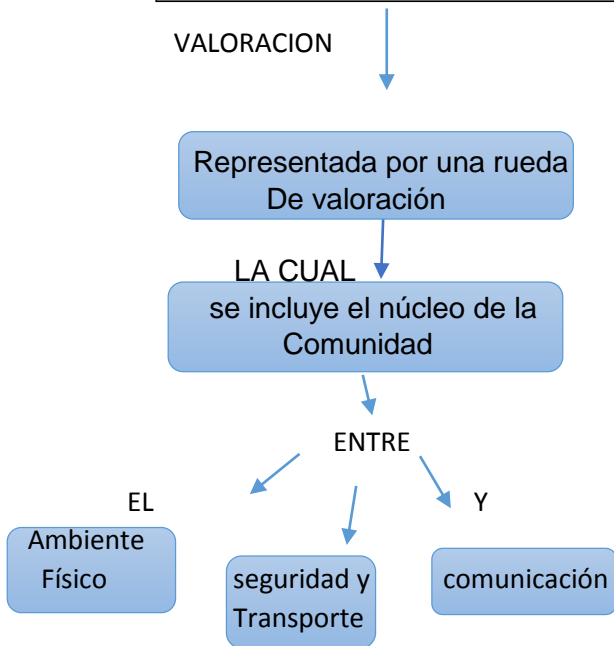 VALORACION
Representada por una rueda
De valoración
LA CUAL
se incluye el núcleo de la
Comunidad
ENTRE
EL
Y
Ambiente
Físico
seguridad y
Transporte
comunicación